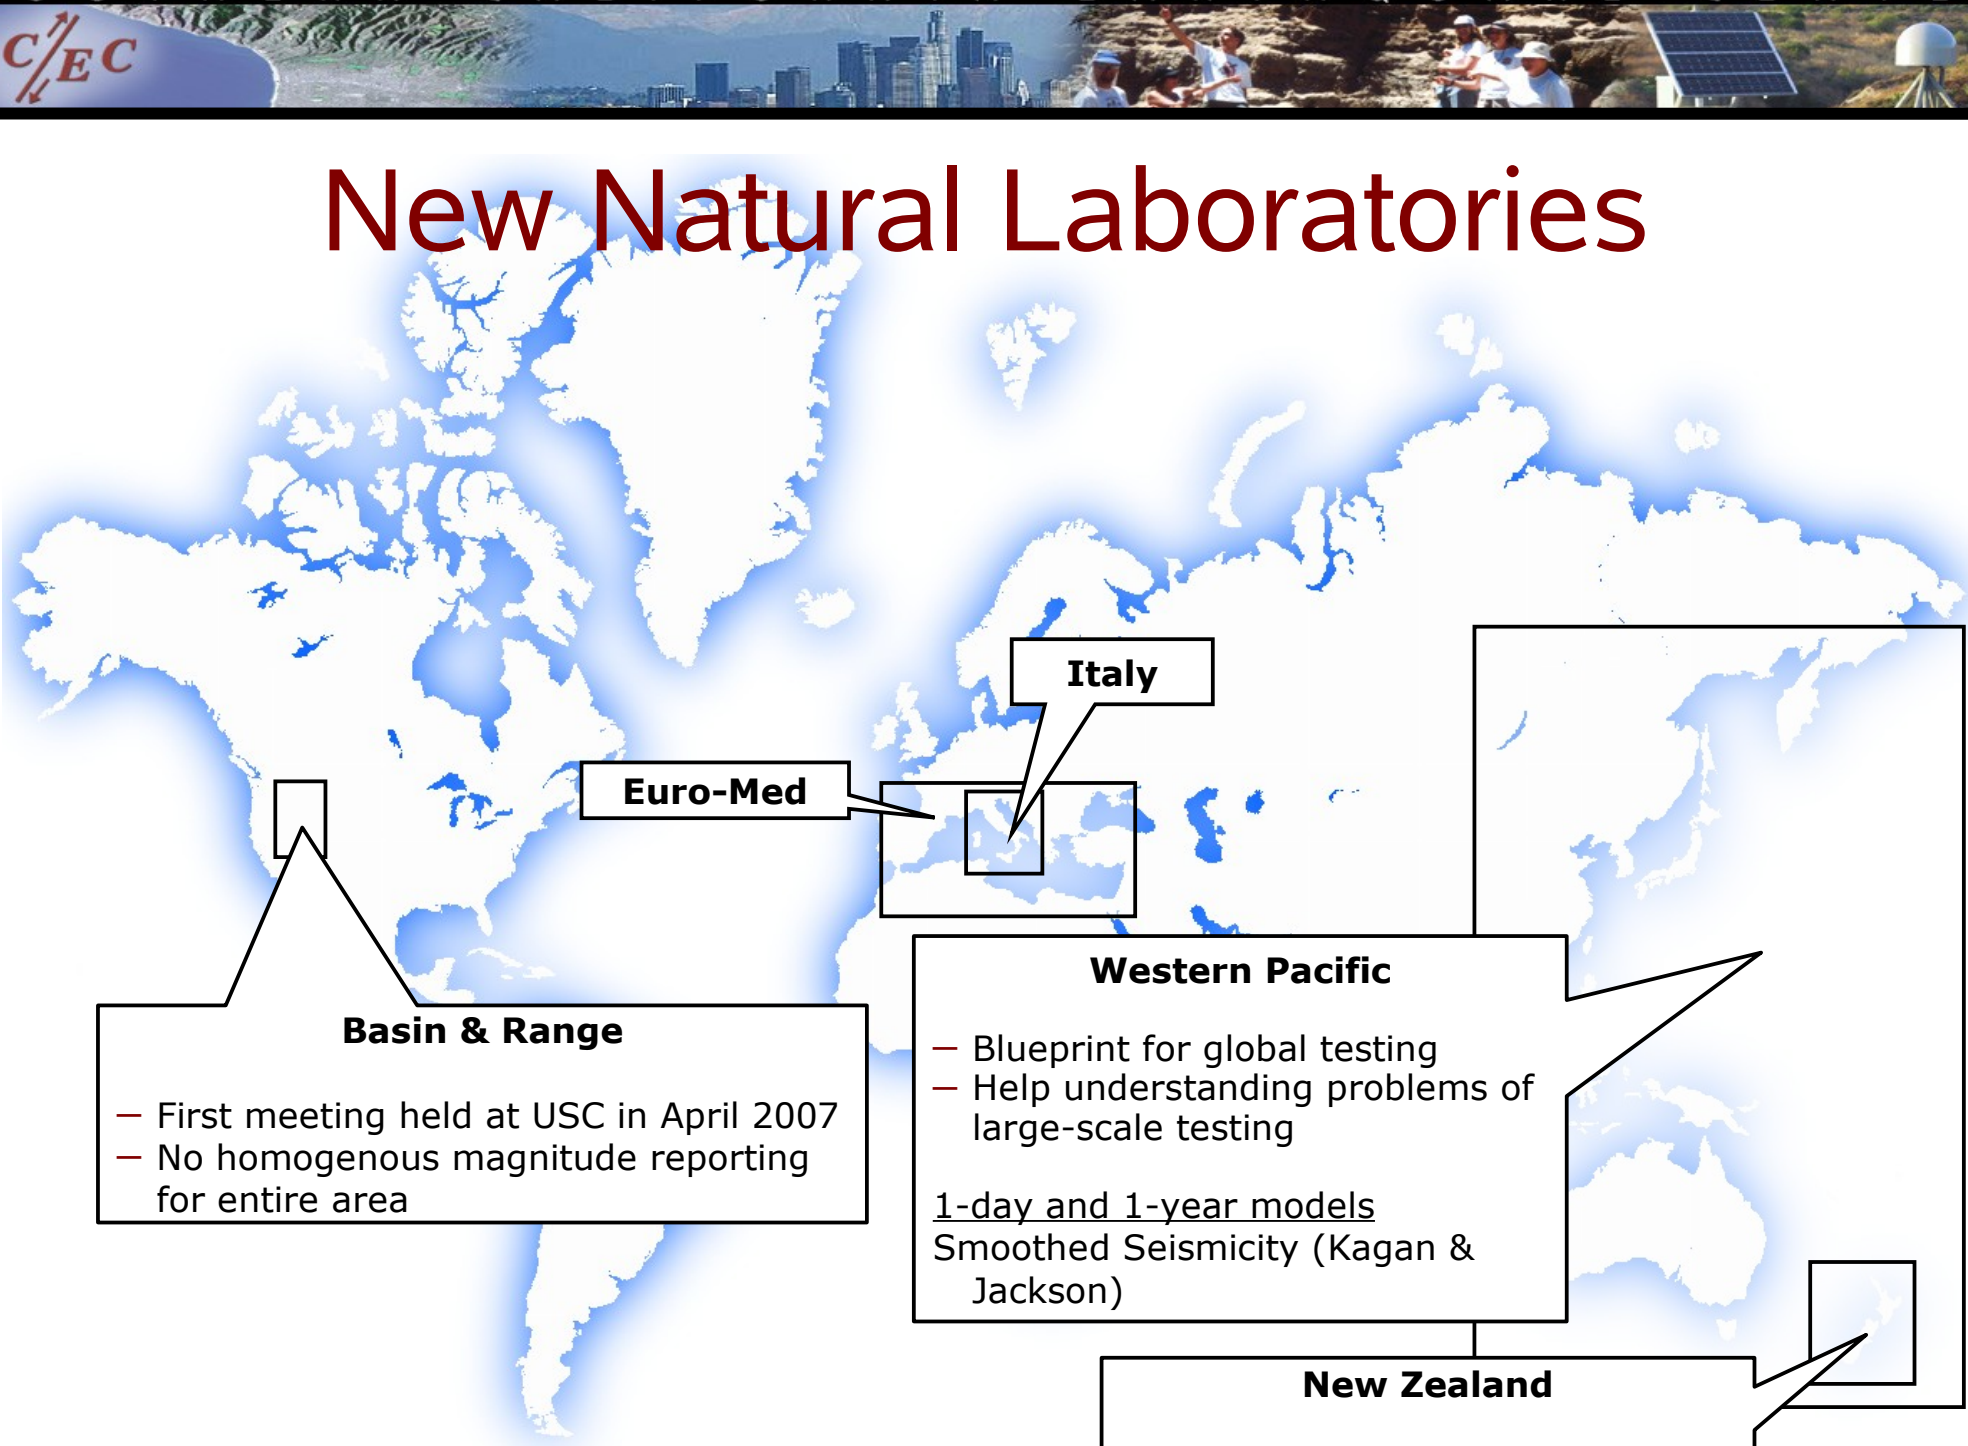 C/EC
New Natural Laboratories
Italy
Euro-Med
Basin & Range
— First meeting held at USC in April 2007
— No homogenous magnitude reporting
for entire area
Western Pacific
— Blueprint for global testing
— Help understanding problems of
large-scale testing
1-day and 1-year models
Smoothed Seismicity (Kagan &
Jackson)
New Zealand